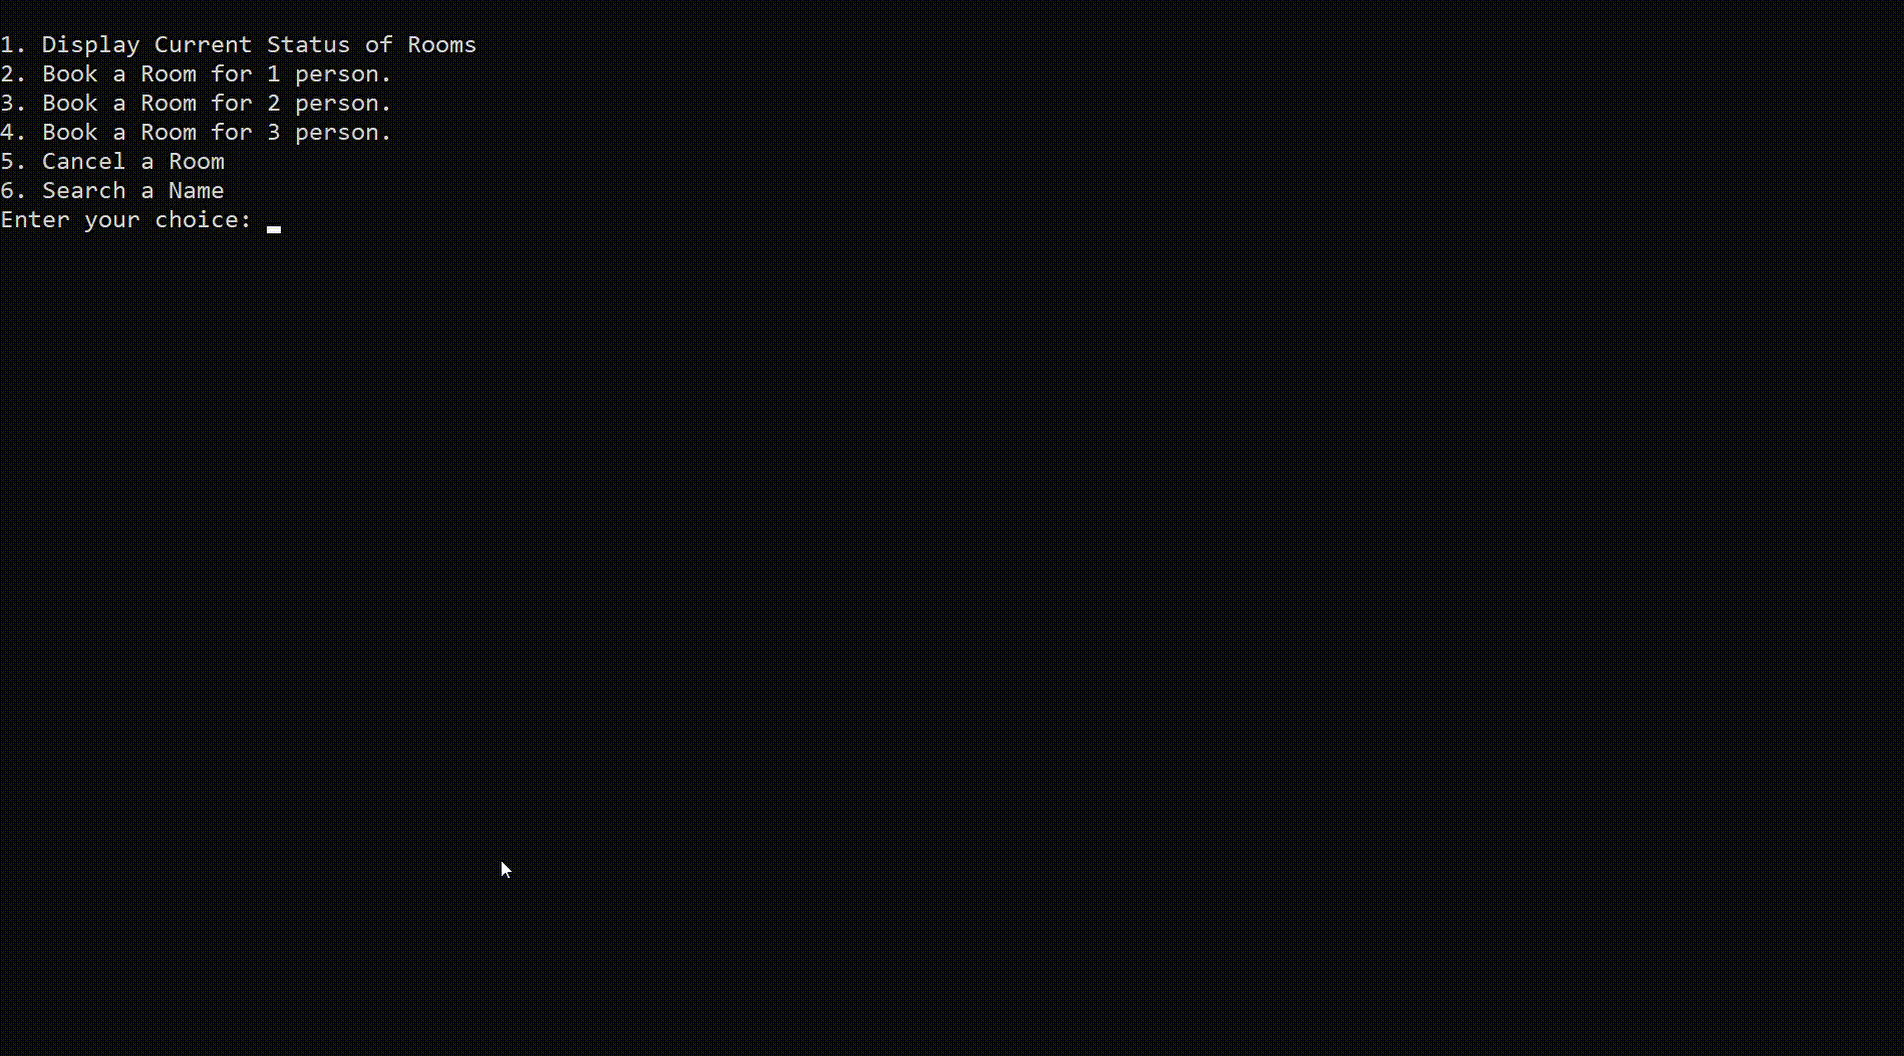 1. Display Current Status of Rooms
2. Book a Room for 1 person.
3. Book a Room for 2 person.
4. Book a Room for 3 person.
5. Cancel a Room
6. Search a Name
Enter your choice: